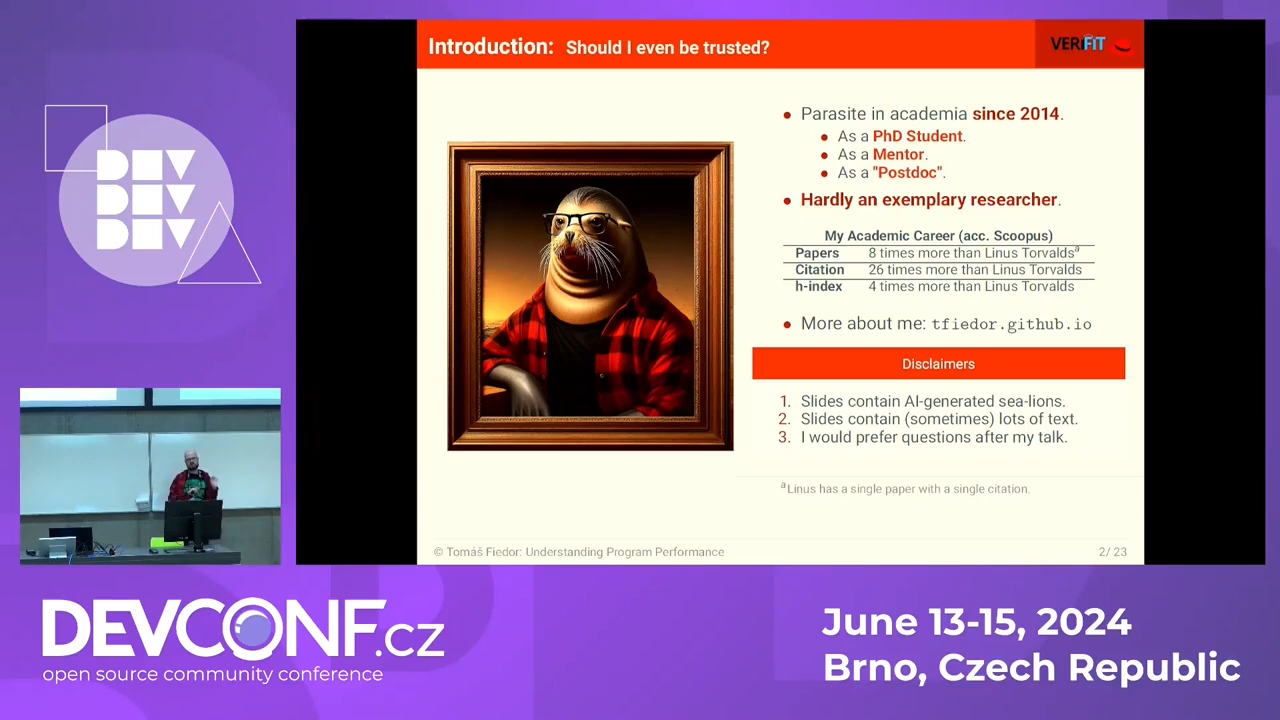 Introduction: Should I even be trusted?
VERIFIT
• Parasite in academia since 2014.
• As a PhD Student.
• As a Mentor.
• As a "Postdoc".
• Hardly an exemplary researcher.
My Academic Career (acc. Scoopus)
Papers 8 times more than Linus Torvaldsᵃ
Citation 26 times more than Linus Torvalds
h-index 4 times more than Linus Torvalds
• More about me: tfiedor.github.io
Disclaimers
1. Slides contain AI-generated sea-lions.
2. Slides contain (sometimes) lots of text.
3. I would prefer questions after my talk.
ᵃLinus has a single paper with a single citation.
© Tomáš Fiedor: Understanding Program Performance
2/ 23
DEV
DEV
DEV
DEVCONF.cz
open source community conference
June 13-15, 2024
Brno, Czech Republic